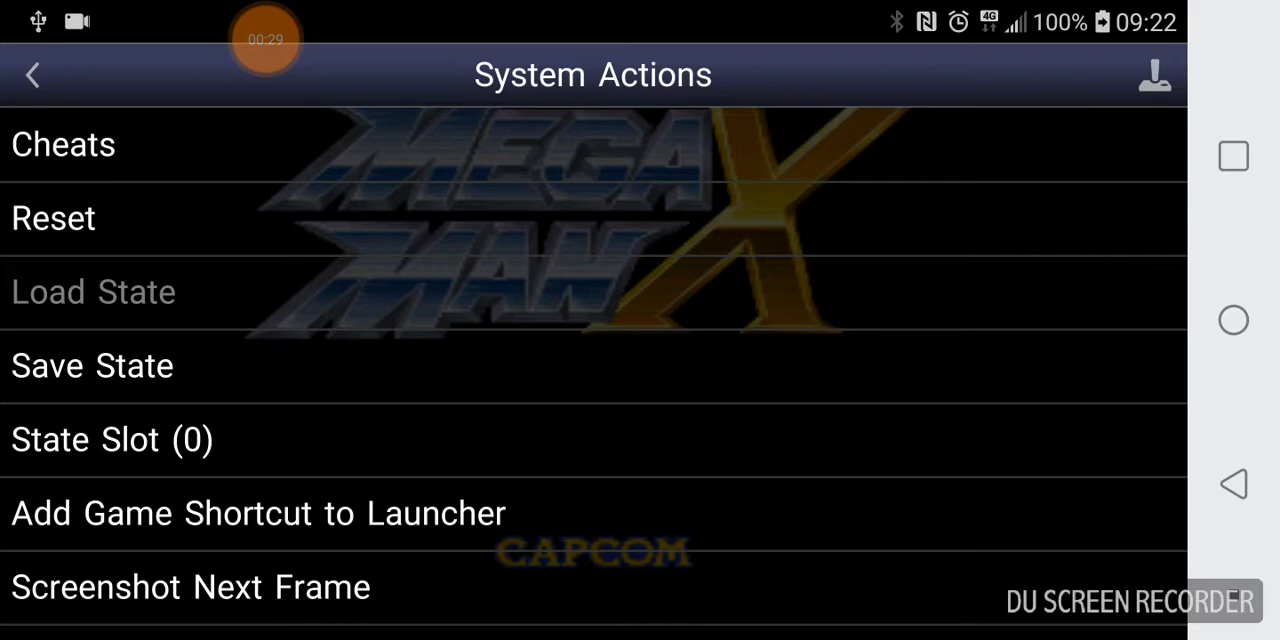 00:29
4G
100%
09:22
System Actions
MEGA
MAN X
Cheats
Reset
Load State
Save State
State Slot (0)
Add Game Shortcut to Launcher
CAPCOM
Screenshot Next Frame
DU SCREEN RECORDER